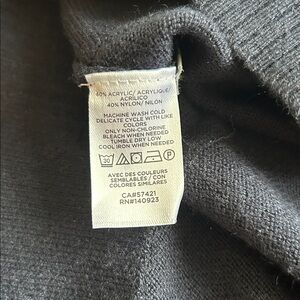 60% ACRYLIC/ ACRYLIQUE/
ACRILICO
40% NYLON/ NILON
MACHINE WASH COLD
DELICATE CYCLE WITH LIKE
COLORS
ONLY NON-CHLORINE
BLEACH WHEN NEEDED
TUMBLE DRY LOW
COOL IRON WHEN NEEDED
30 P
AVEC DES COULEURS
SEMBLABLES / CON
COLORES SIMILARES
CA#57421
RN#140923